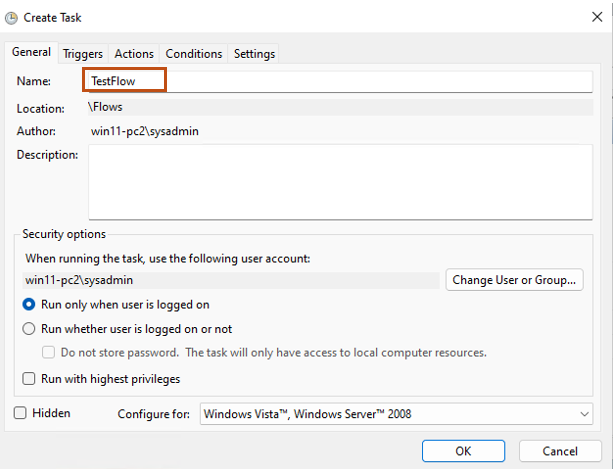 Create Task
General Triggers Actions Conditions Settings
Name: TestFlow
Location: \Flows
Author: win11-pc2\sysadmin
Description:
Security options
When running the task, use the following user account:
win11-pc2\sysadmin Change User or Group...
Run only when user is logged on
Run whether user is logged on or not
Do not store password. The task will only have access to local computer resources.
Run with highest privileges
Hidden Configure for: Windows Vista™, Windows Server™ 2008
OK Cancel